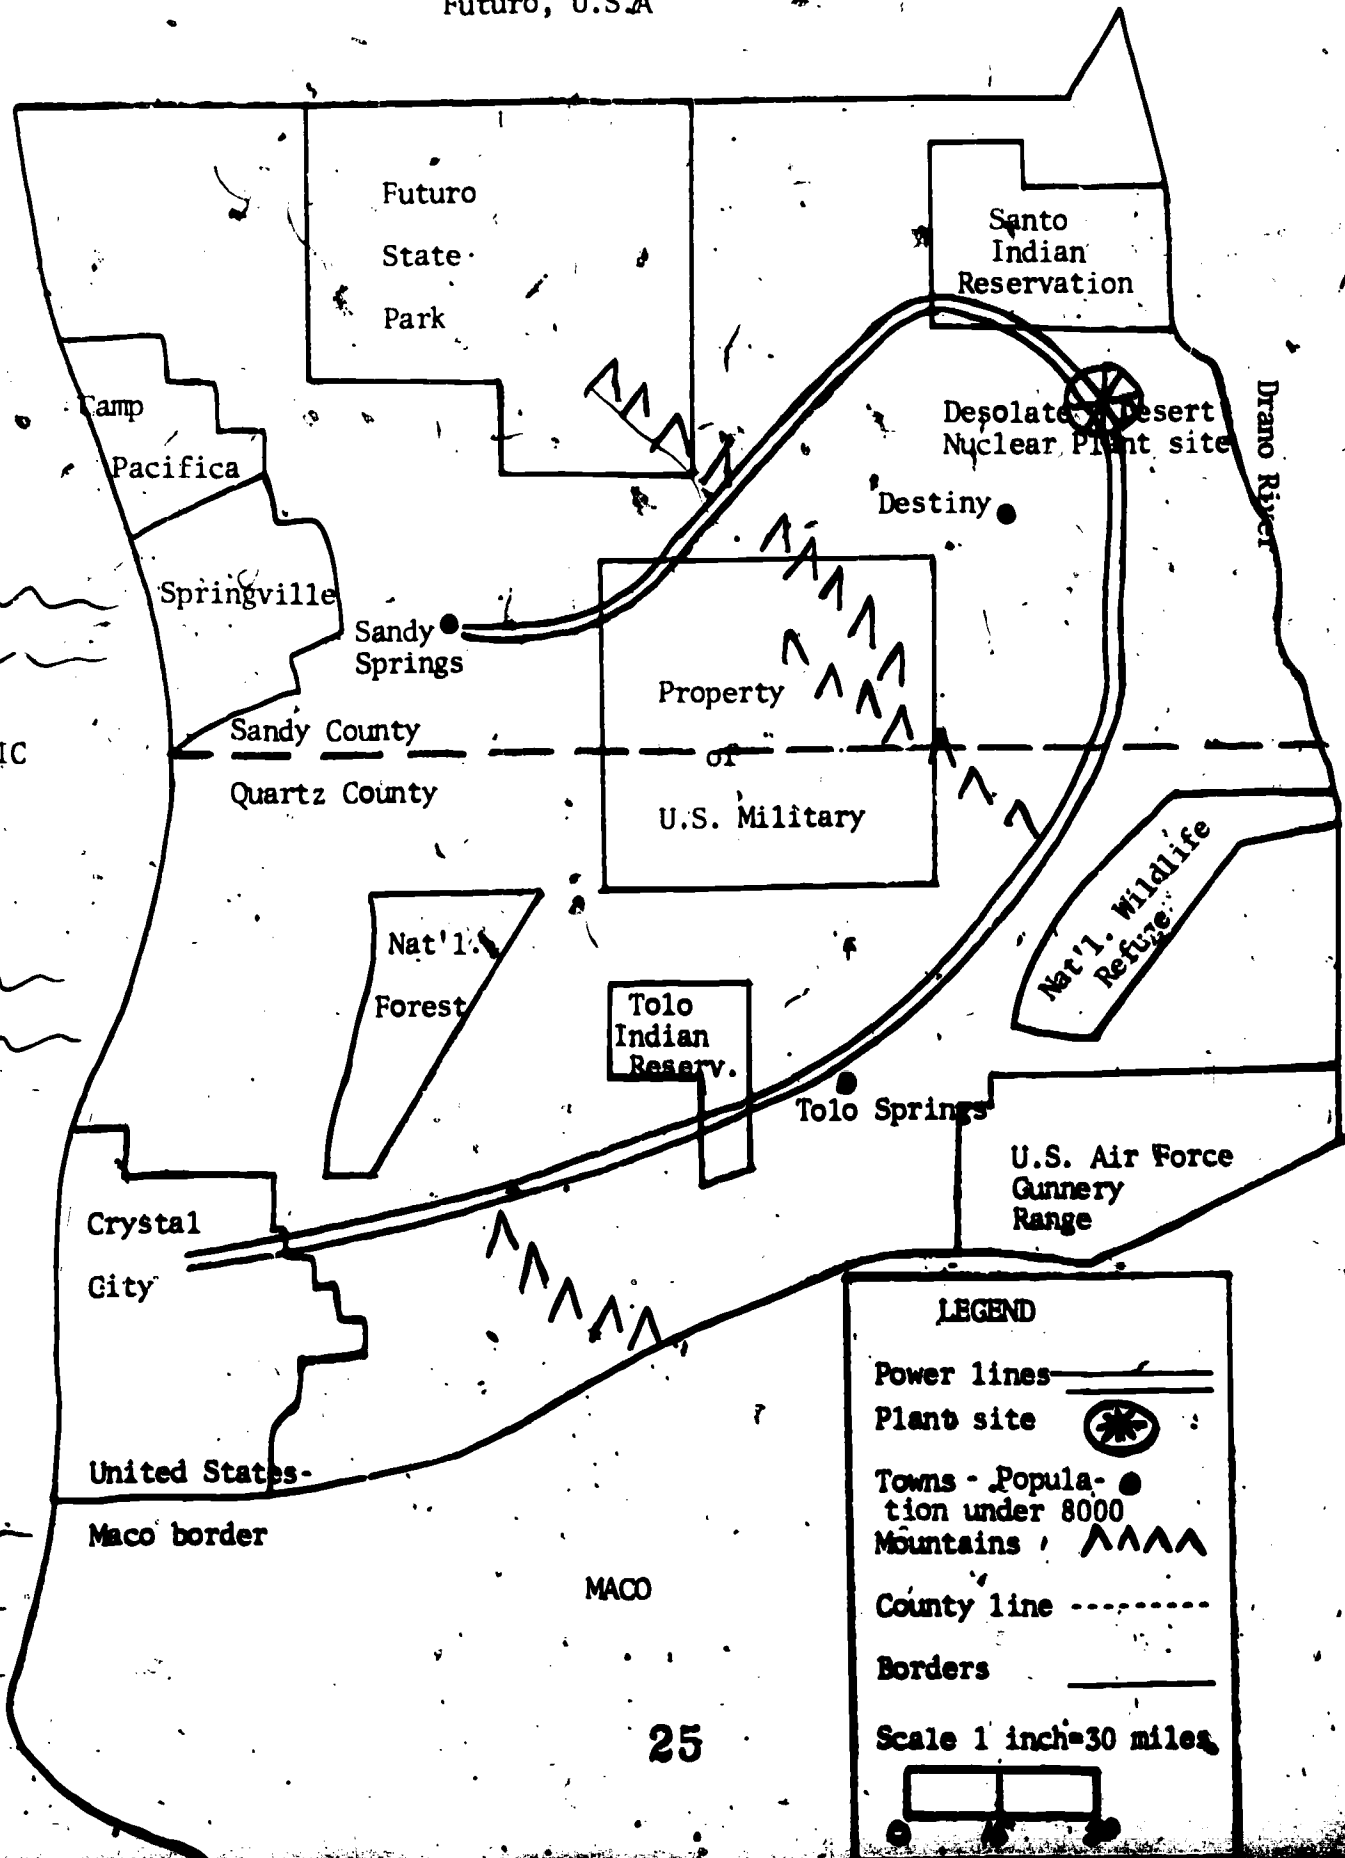 Futuro, U.S.A
Futuro
State
Park
Santo
Indian
Reservation
Camp
Pacifica
Desolate Desert
Nuclear Plant site
Drano River
Destiny
Springville
Sandy
Springs
Property
of
U.S. Military
Sandy County
IC
Quartz County
Nat'l. Wildlife
Refuge
Nat'l.
Forest
Tolo
Indian
Reserv.
Tolo Springs
U.S. Air Force
Gunnery
Range
Crystal
City
United States-
Maco border
MACO
LEGEND
Power lines
Plant site
Towns - Popula-
tion under 8000
Mountains
County line
Borders
Scale 1 inch=30 miles
0
25